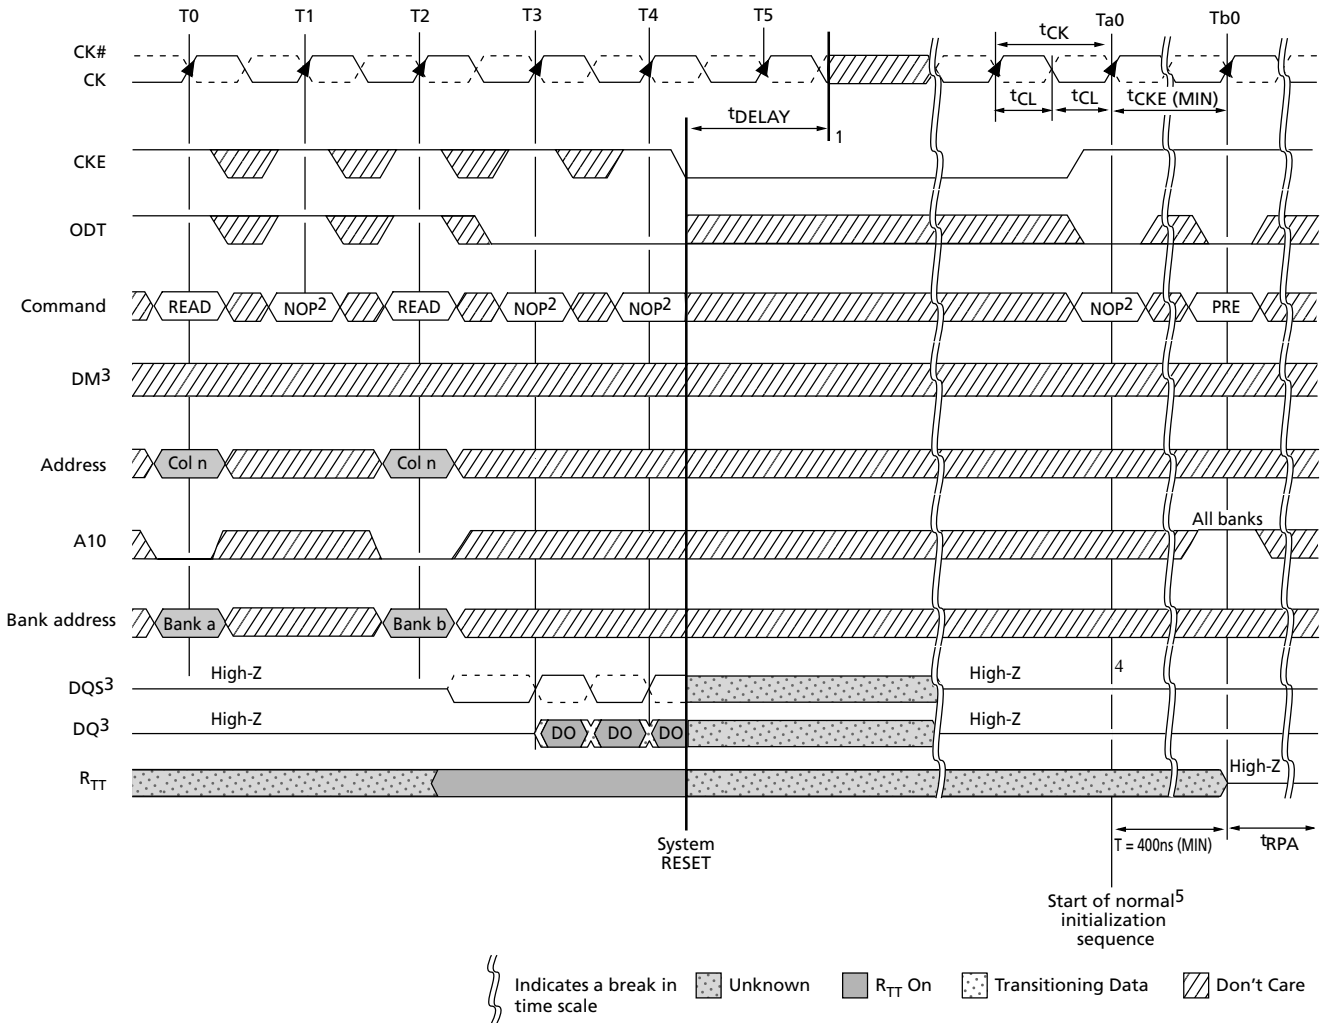 T0 T1 T2 T3 T4 T5 Ta0 Tb0
CK#
CK
tCK
tCL tCL tCKE (MIN)
tDELAY
1
CKE
ODT
Command READ NOP2 READ NOP2 NOP2 NOP2 PRE
DM3
Address Col n Col n
A10 All banks
Bank address Bank a Bank b
DQS3 High-Z High-Z 4
DQ3 High-Z DO DO DO High-Z
RTT High-Z
System
RESET
T = 400ns (MIN) tRPA
Start of normal5
initialization
sequence
Indicates a break in
time scale
Unknown
RTT On
Transitioning Data
Don't Care